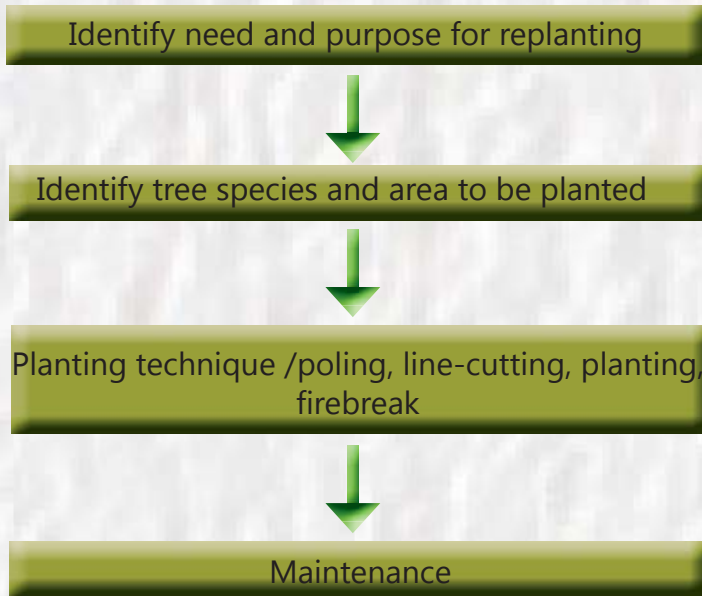 Identify need and purpose for replanting
Identify tree species and area to be planted
Planting technique /poling, line-cutting, planting,
firebreak
Maintenance